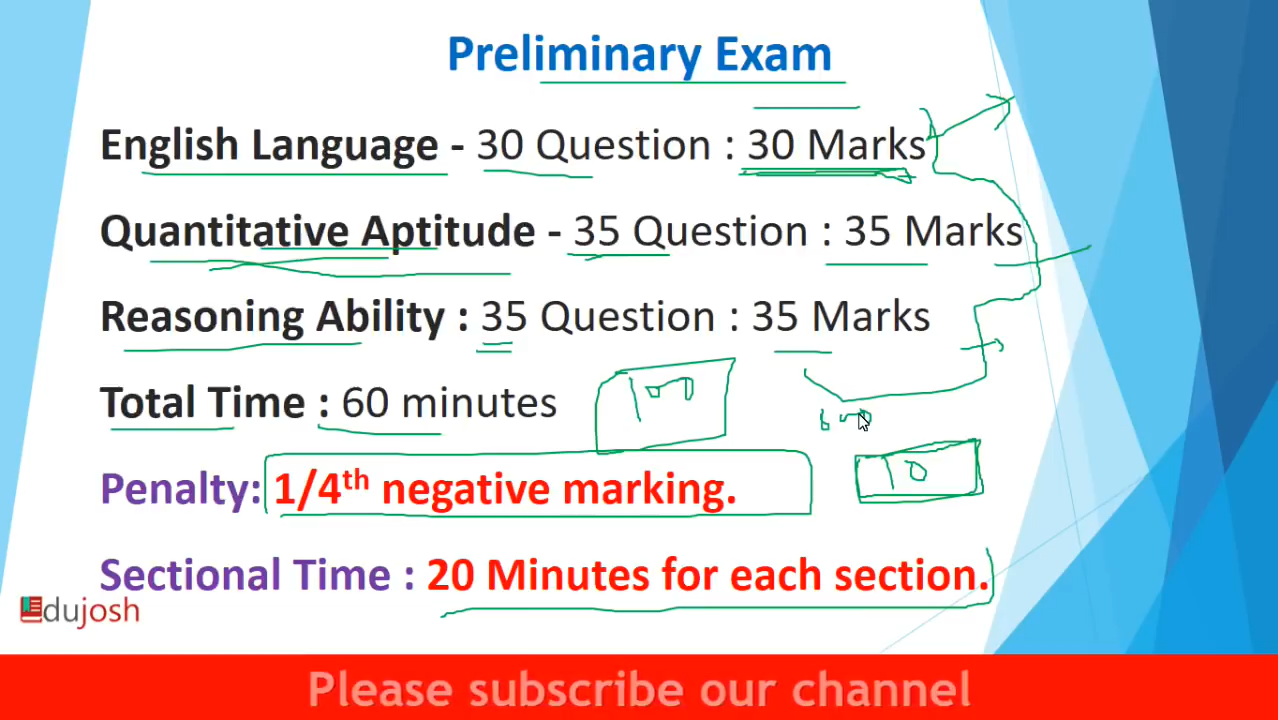 Preliminary Exam
English Language - 30 Question : 30 Marks
Quantitative Aptitude - 35 Question : 35 Marks
Reasoning Ability : 35 Question : 35 Marks
Total Time : 60 minutes
Penalty: 1/4th negative marking.
10
Sectional Time : 20 Minutes for each section.
Edujosh
Please subscribe our channel